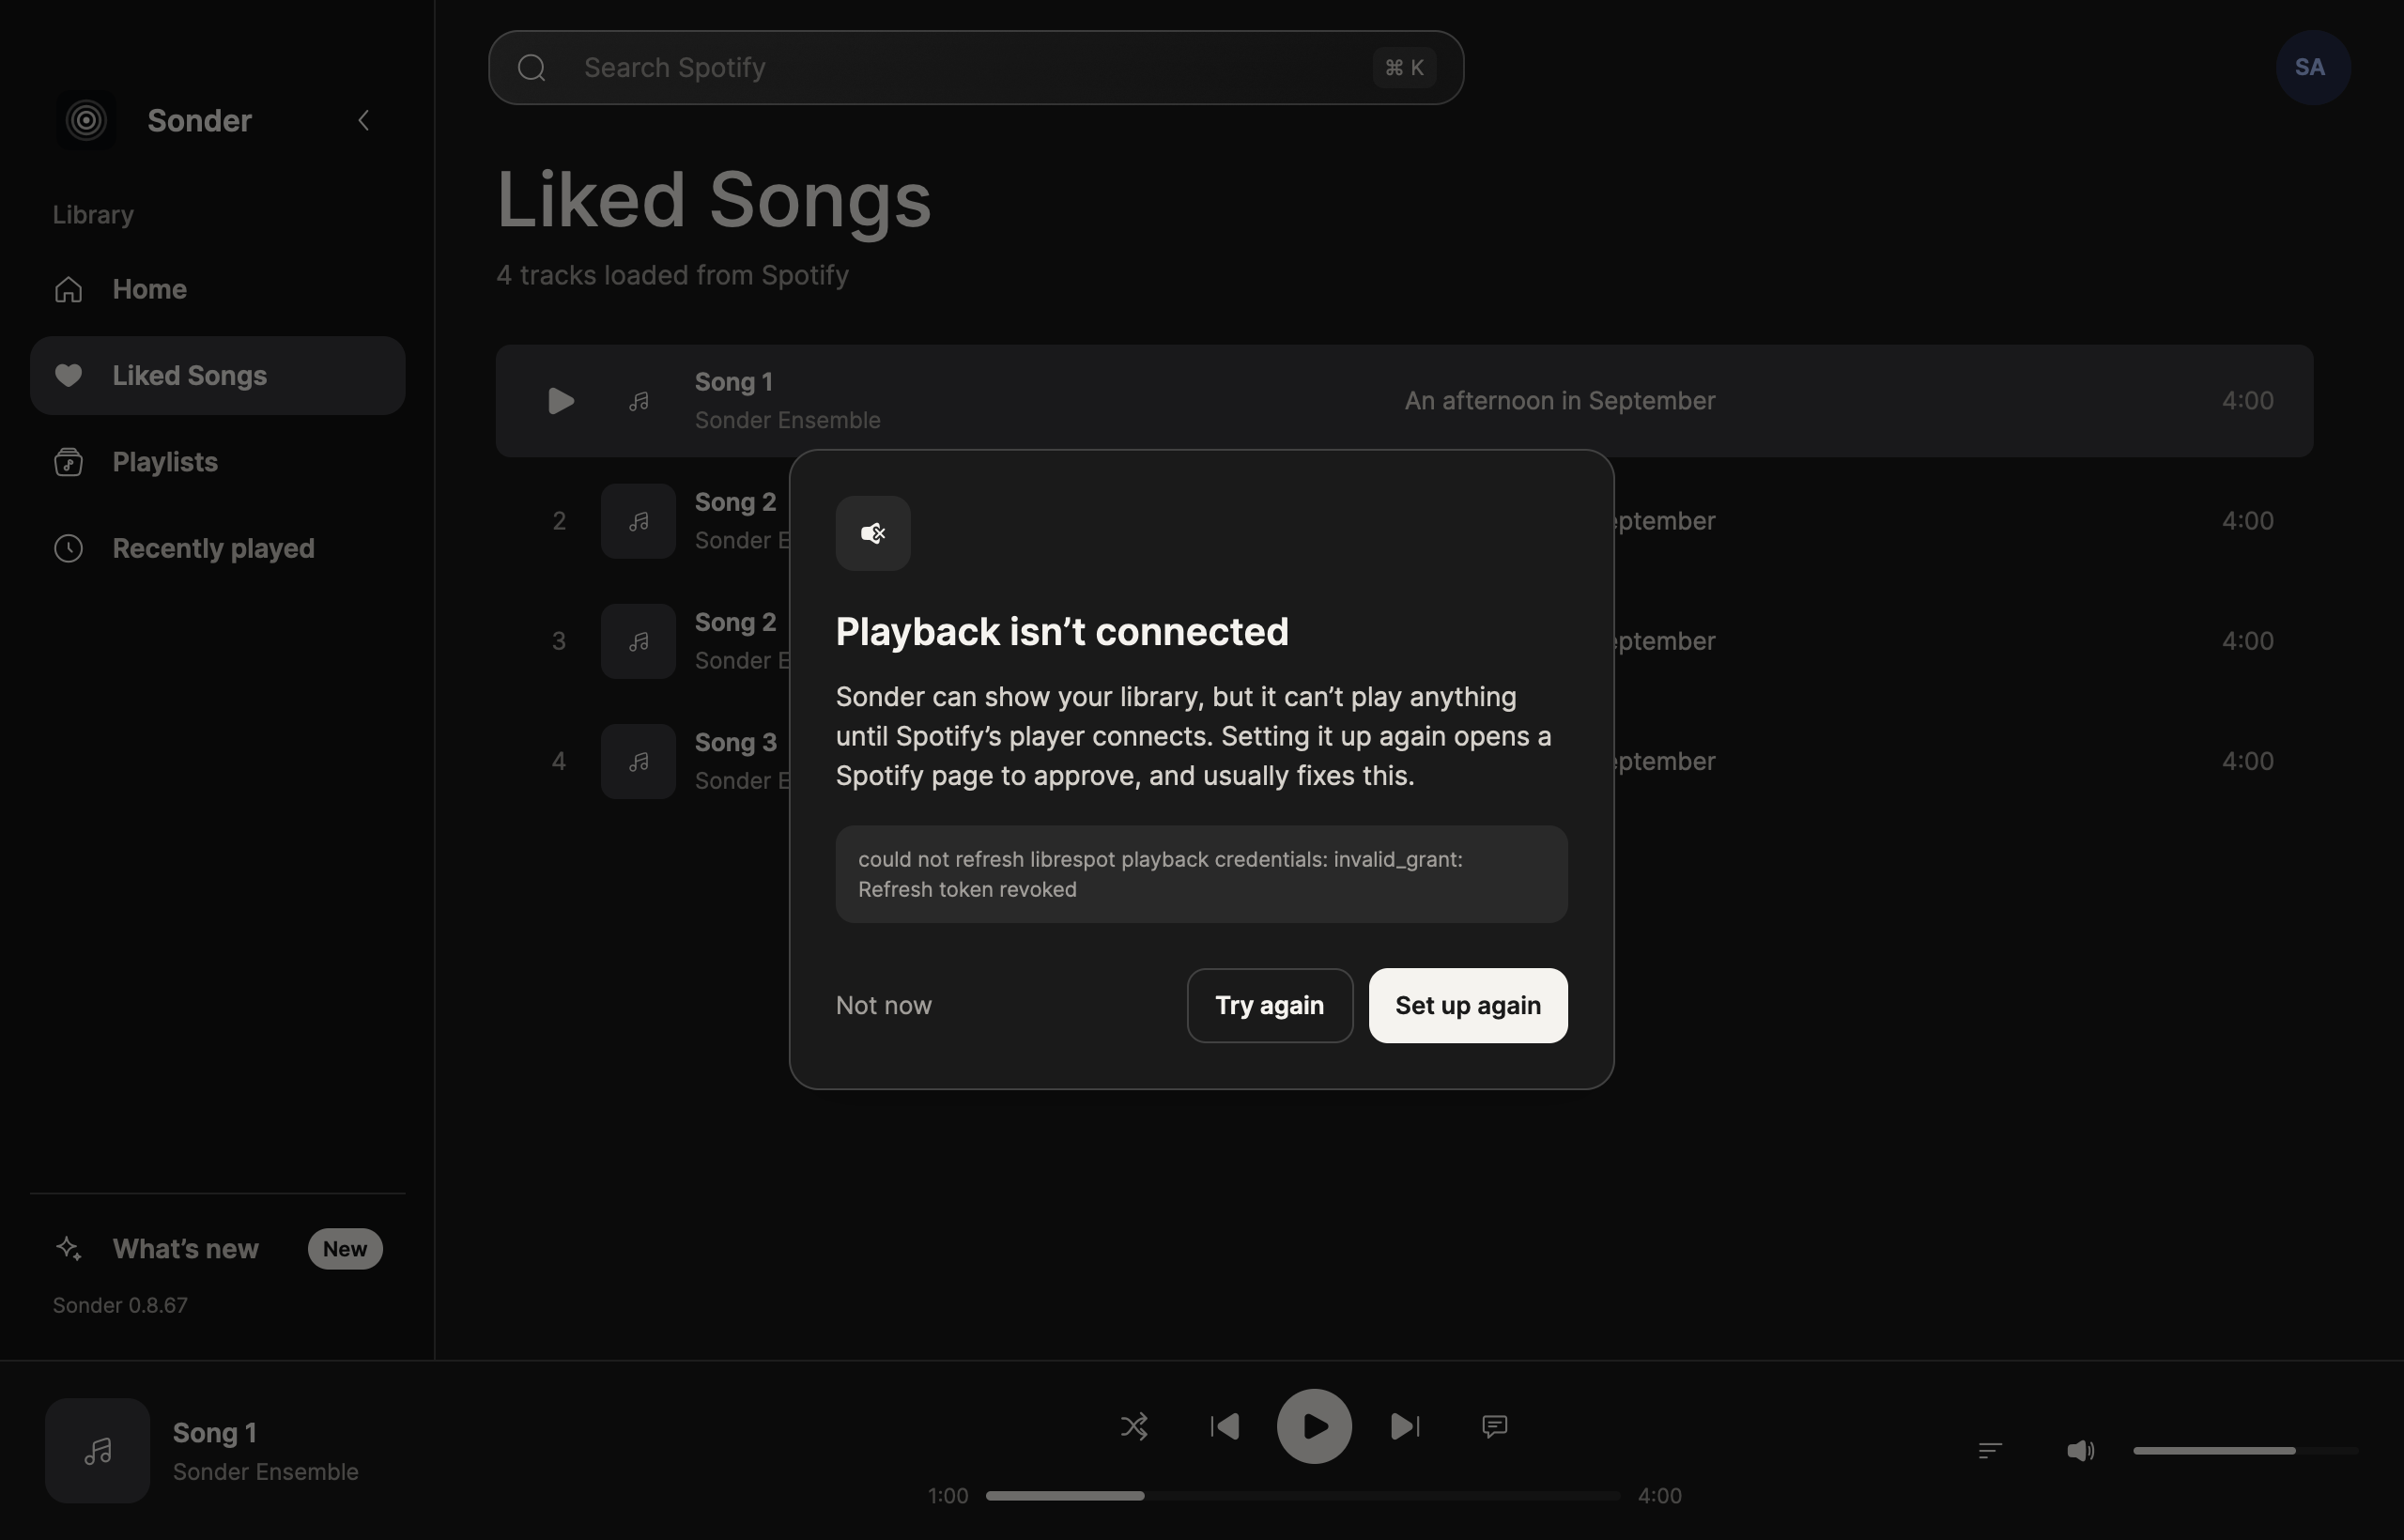 Search Spotify
⌘ K
SA
Sonder
Library
Home
Liked Songs
Playlists
Recently played
What's new
New
Sonder 0.8.67
Liked Songs
4 tracks loaded from Spotify
Song 1
Sonder Ensemble
An afternoon in September
4:00
2
Song 2
Sonder E
eptember
4:00
3
Song 2
Sonder E
eptember
4:00
4
Song 3
Sonder E
eptember
4:00
Playback isn’t connected
Sonder can show your library, but it can’t play anything
until Spotify’s player connects. Setting it up again opens a
Spotify page to approve, and usually fixes this.
could not refresh librespot playback credentials: invalid_grant:
Refresh token revoked
Not now
Try again
Set up again
Song 1
Sonder Ensemble
1:00
4:00